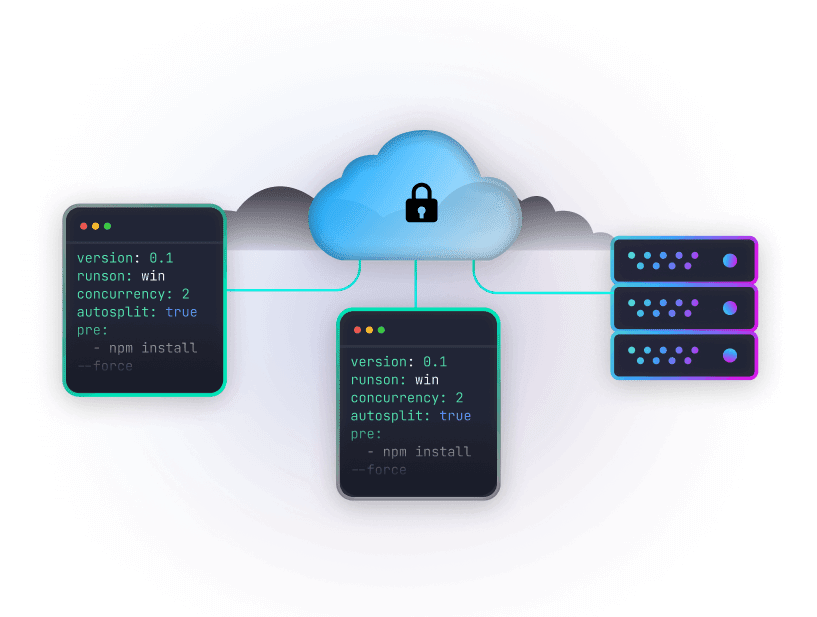 version: 0.1
runson: win
concurrency: 2
autosplit: true
pre:
  - npm install
--force
version: 0.1
runson: win
concurrency: 2
autosplit: true
pre:
  - npm install
--force